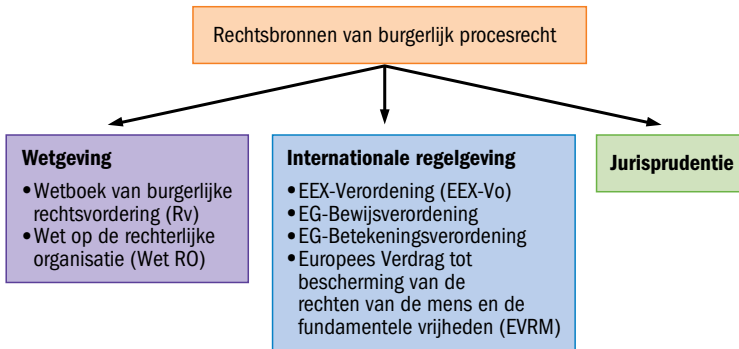 Rechtsbronnen van burgerlijk procesrecht
Wetgeving
•Wetboek van burgerlijke
rechtsvordering (Rv)
•Wet op de rechterlijke
organisatie (Wet RO)
Internationale regelgeving
•EEX-Verordening (EEX-Vo)
•EG-Bewijsverordening
•EG-Betekeningsverordening
•Europees Verdrag tot
bescherming van de
rechten van de mens en de
fundamentele vrijheden (EVRM)
Jurisprudentie